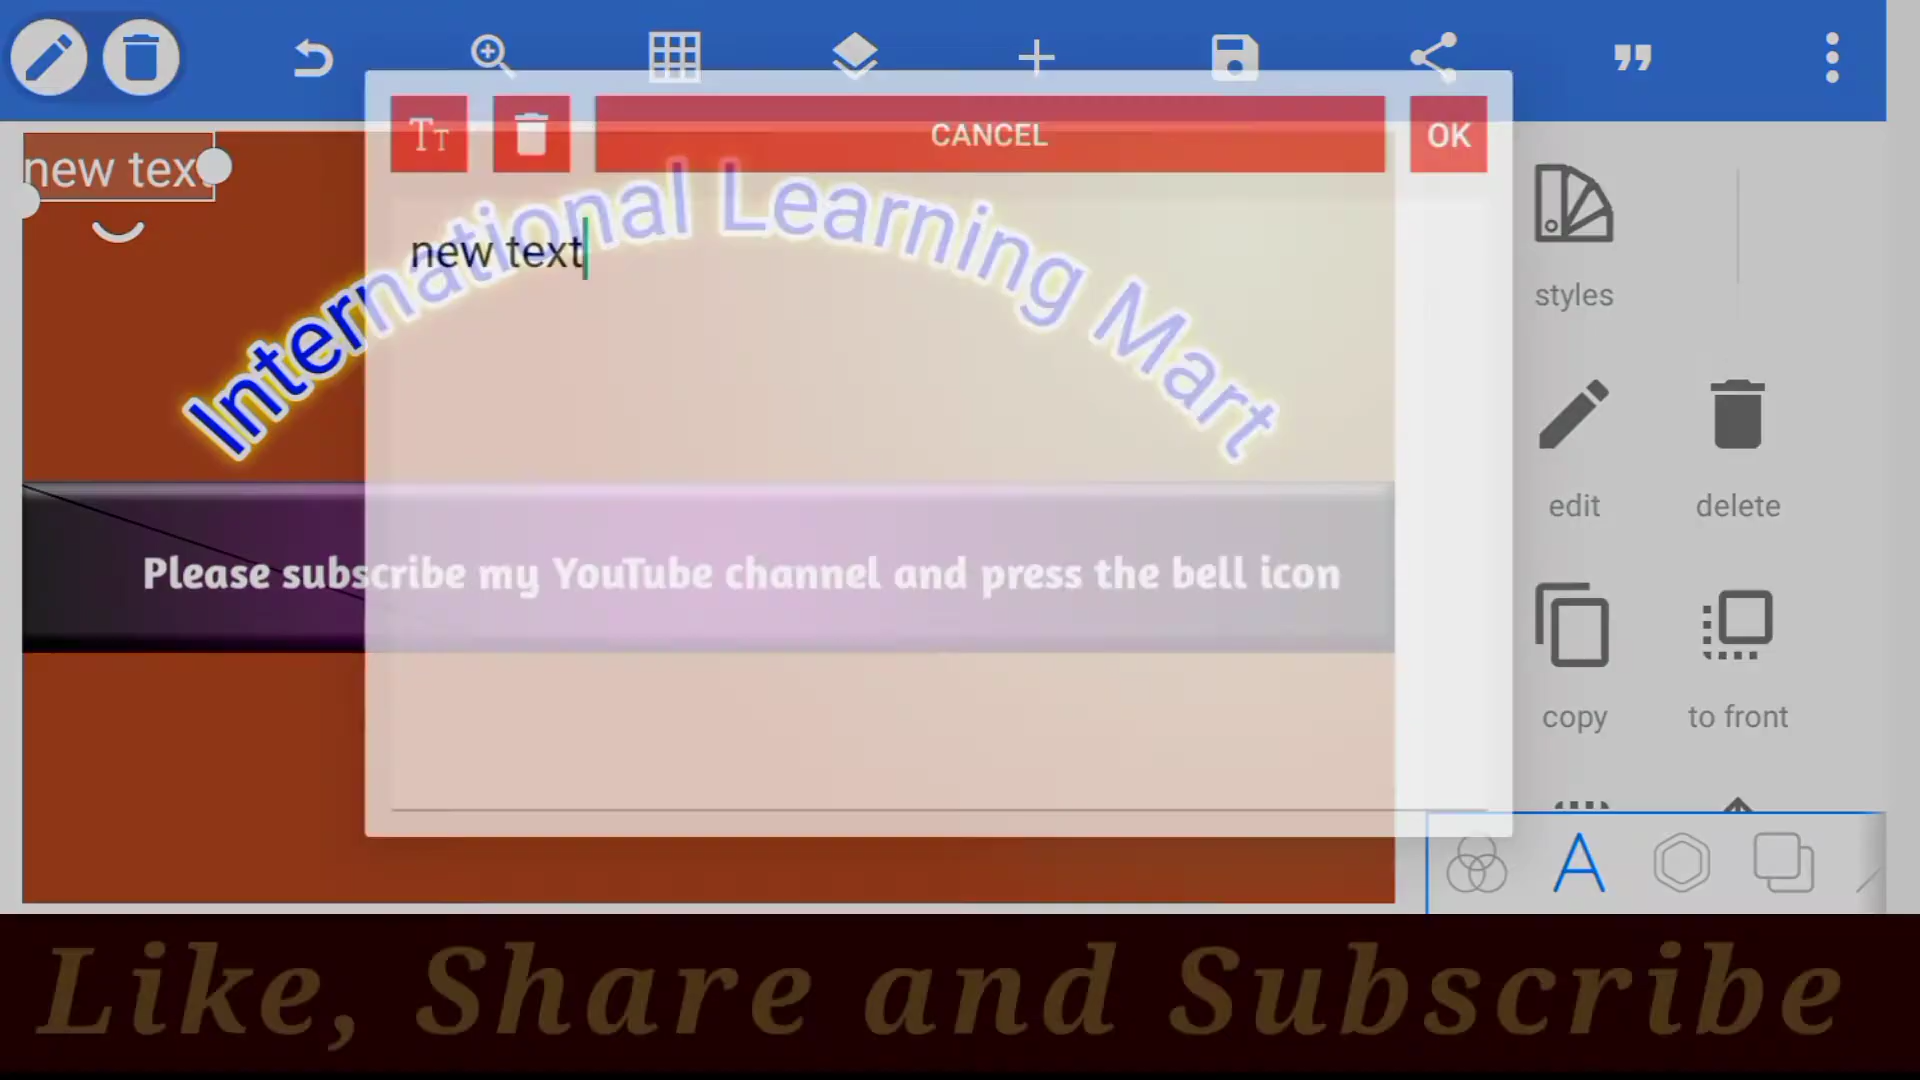 CANCEL
OK
new text
new text
International Learning Mart
styles
edit
delete
Please subscribe my YouTube channel and press the bell icon
copy
to front
Like, Share and Subscribe